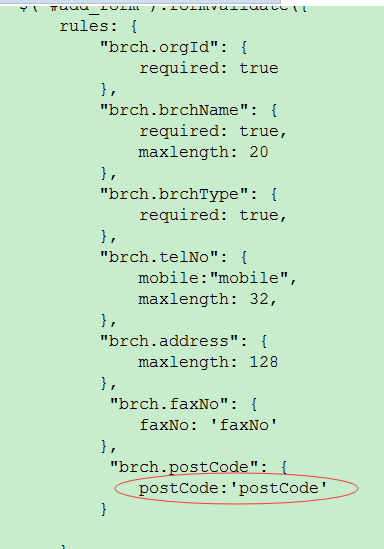 $("#add_form").formValidate({
rules: {
"brch.orgId": {
required: true
},
"brch.brchName": {
required: true,
maxlength: 20
},
"brch.brchType": {
required: true,
},
"brch.telNo": {
mobile:"mobile",
maxlength: 32,
},
"brch.address": {
maxlength: 128
},
"brch.faxNo": {
faxNo: 'faxNo'
},
"brch.postCode": {
postCode:'postCode'
}